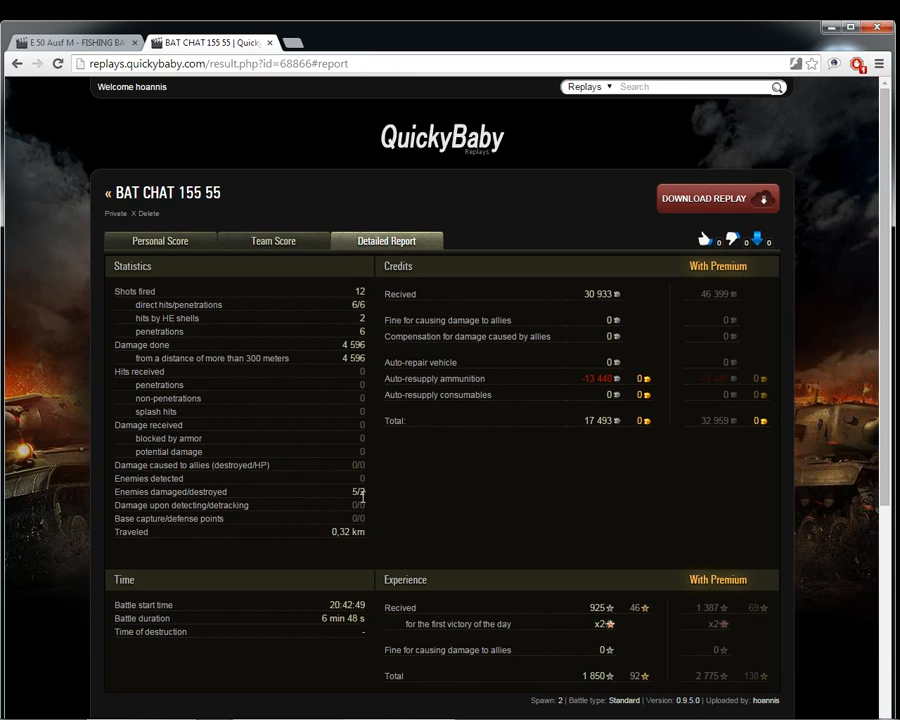 E 50 Ausf M - FISHING BA
BAT CHAT 155 55 | Quicky
replays.quickybaby.com/result.php?id=68866#report
1
Welcome hoannis
Replays ▼ Search
QuickyBaby
Replays
« BAT CHAT 155 55
Private X Delete
DOWNLOAD REPLAY
Personal Score Team Score Detailed Report 0 0 0
Statistics Credits With Premium
Shots fired 12
direct hits/penetrations 6/6
hits by HE shells 2
penetrations 6
Damage done 4 596
from a distance of more than 300 meters 4 596
Hits received 0
penetrations 0
non-penetrations 0
splash hits 0
Damage received 0
blocked by armor 0
potential damage 0
Damage caused to allies (destroyed/HP) 0/0
Enemies detected 0
Enemies damaged/destroyed 5/
Damage upon detecting/detracking 0/0
Base capture/defense points 0/0
Traveled 0,32 km
Recived 30 933 46 399
Fine for causing damage to allies 0 0
Compensation for damage caused by allies 0 0
Auto-repair vehicle 0 0
Auto-resupply ammunition -13 440 0 -13 440 0
Auto-resupply consumables 0 0 0 0
Total: 17 493 0 32 959 0
Time Experience With Premium
Battle start time 20:42:49
Battle duration 6 min 48 s
Time of destruction -
Recived 925 46 1 387 69
for the first victory of the day x2 x2
Fine for causing damage to allies 0 0
Total 1 850 92 2 775 138
Spawn: 2 | Battle type: Standard | Version: 0.9.5.0 | Uploaded by: hoannis